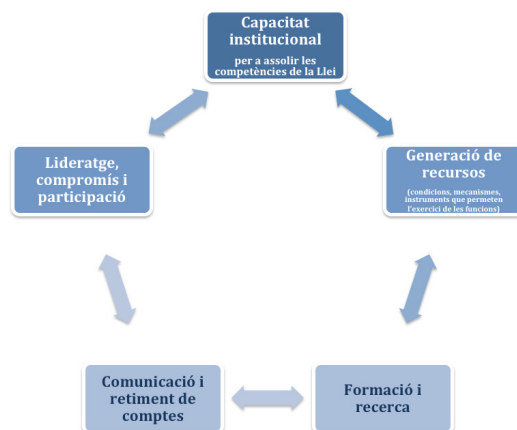 Capacitat
institucional
per a assolir les
competències de la Llei
Lideratge,
compromís i
participació
Generació de
recursos
(condicions, mecanismes,
instruments que permeten
l'exercici de les funcions)
Comunicació i
retiment de
comptes
Formació i
recerca